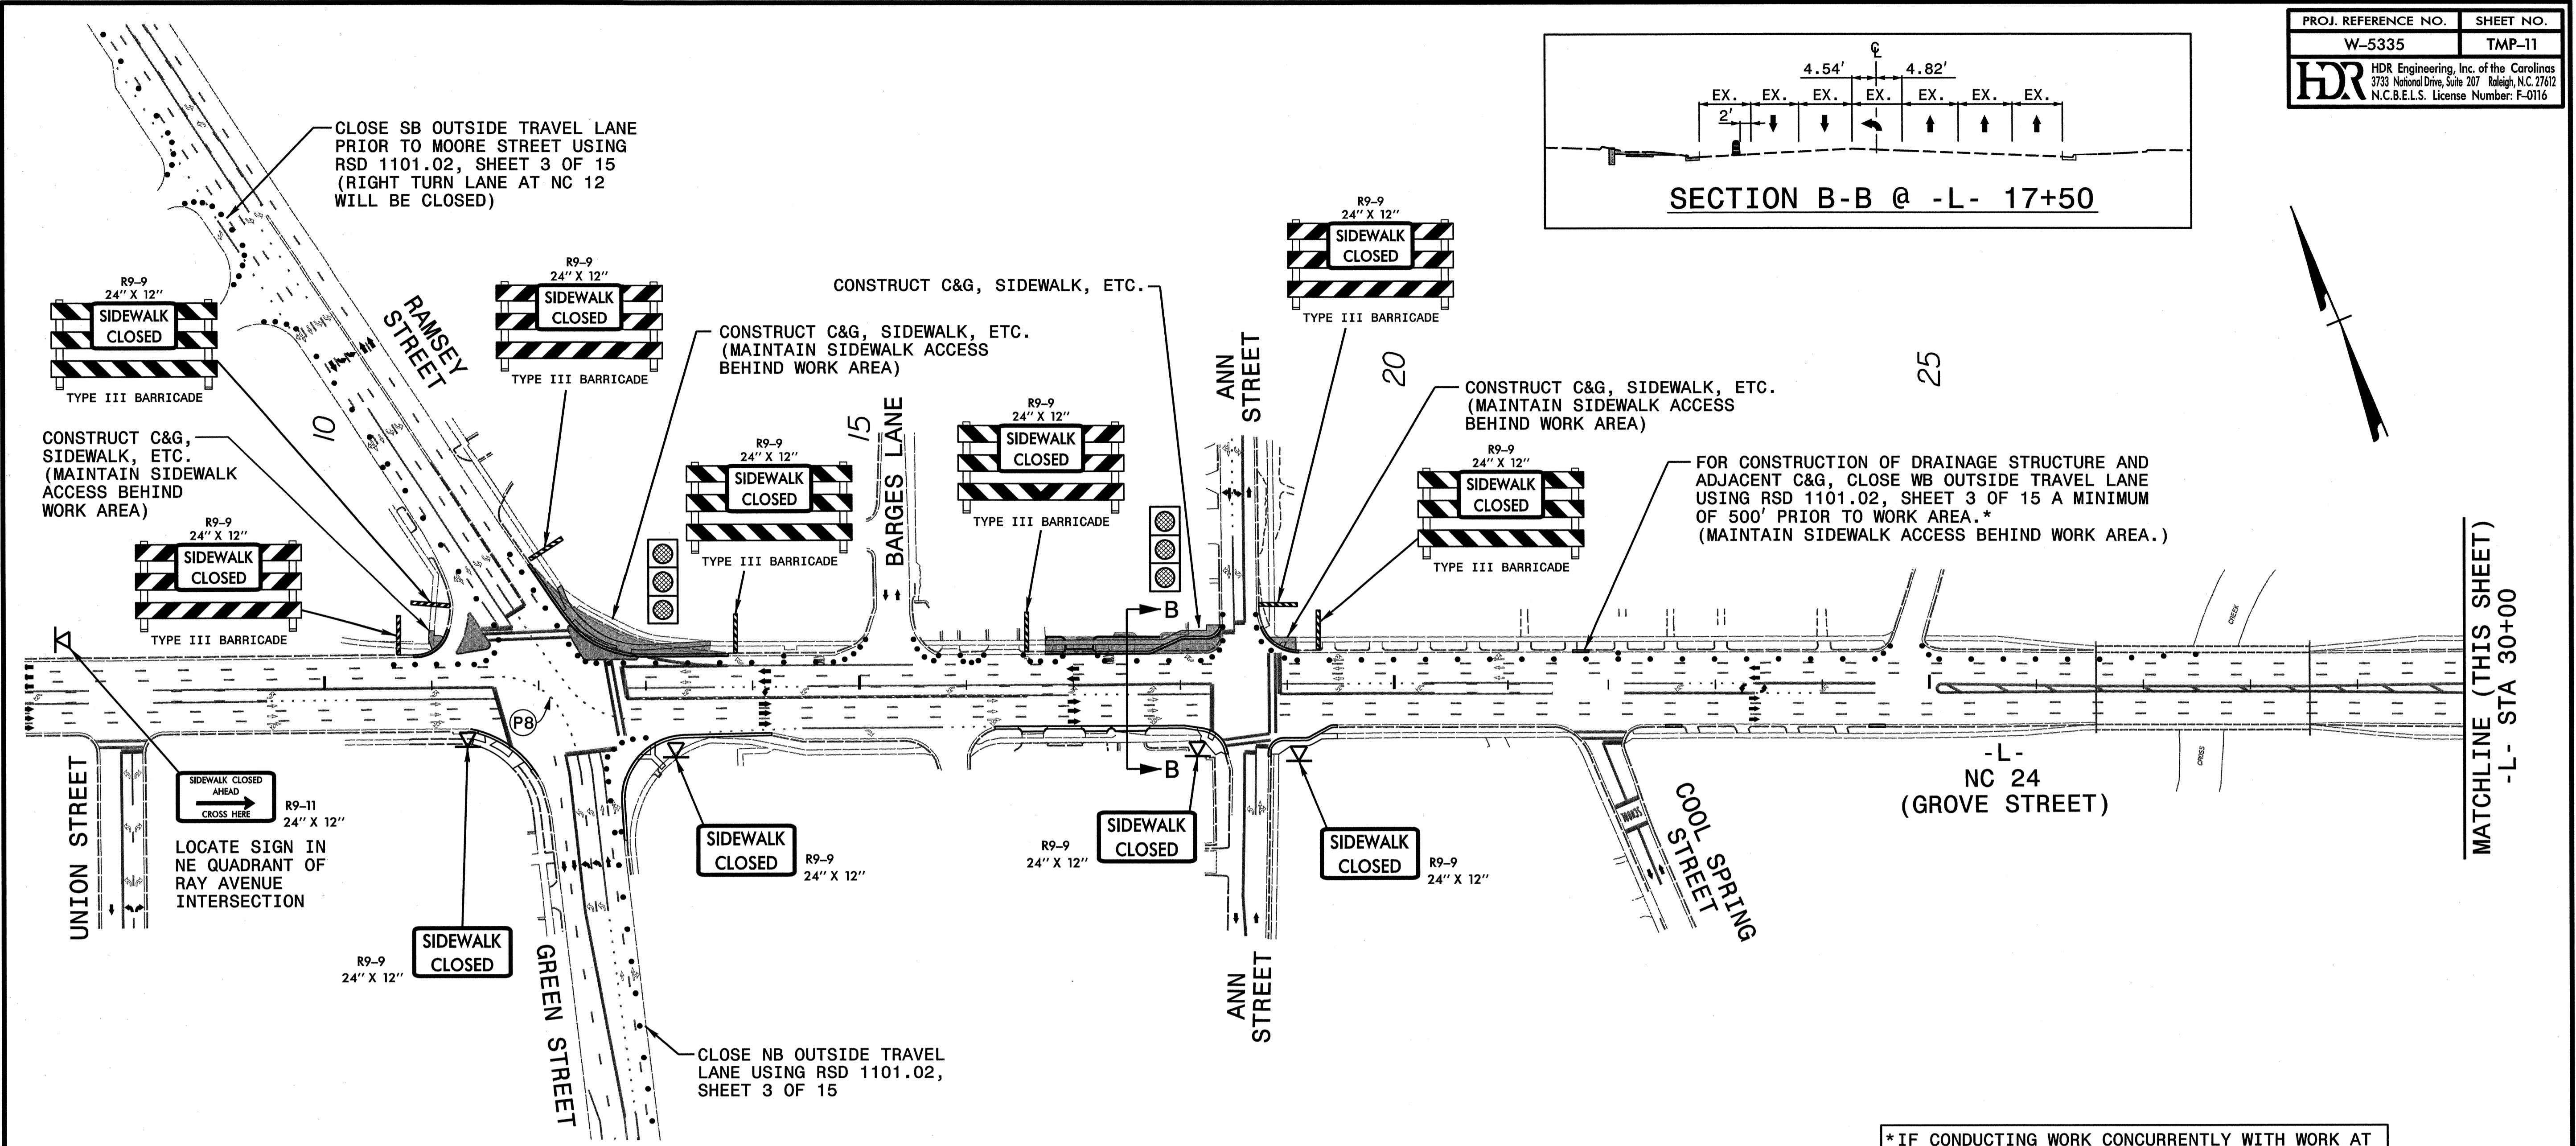 PROJ. REFERENCE NO.
SHEET NO.
W–5335
TMP–11
HDR
HDR Engineering, Inc. of the Carolinas
3733 National Drive, Suite 207 Raleigh, N.C. 27612
N.C.B.E.L.S. License Number: F–0116
℄
4.54'
4.82'
EX.
EX.
EX.
EX.
EX.
EX.
EX.
2'
SECTION B-B @ -L- 17+50
CLOSE SB OUTSIDE TRAVEL LANE
PRIOR TO MOORE STREET USING
RSD 1101.02, SHEET 3 OF 15
(RIGHT TURN LANE AT NC 12
WILL BE CLOSED)
R9–9
24" X 12"
SIDEWALK
CLOSED
TYPE III BARRICADE
R9–9
24" X 12"
SIDEWALK
CLOSED
TYPE III BARRICADE
R9–9
24" X 12"
SIDEWALK
CLOSED
TYPE III BARRICADE
RAMSEY
STREET
CONSTRUCT C&G, SIDEWALK, ETC.
CONSTRUCT C&G, SIDEWALK, ETC.
(MAINTAIN SIDEWALK ACCESS
BEHIND WORK AREA)
ANN
STREET
20
25
CONSTRUCT C&G, SIDEWALK, ETC.
(MAINTAIN SIDEWALK ACCESS
BEHIND WORK AREA)
10
15
BARGES LANE
CONSTRUCT C&G,
SIDEWALK, ETC.
(MAINTAIN SIDEWALK
ACCESS BEHIND
WORK AREA)
R9–9
24" X 12"
SIDEWALK
CLOSED
TYPE III BARRICADE
R9–9
24" X 12"
SIDEWALK
CLOSED
TYPE III BARRICADE
R9–9
24" X 12"
SIDEWALK
CLOSED
TYPE III BARRICADE
R9–9
24" X 12"
SIDEWALK
CLOSED
TYPE III BARRICADE
FOR CONSTRUCTION OF DRAINAGE STRUCTURE AND
ADJACENT C&G, CLOSE WB OUTSIDE TRAVEL LANE
USING RSD 1101.02, SHEET 3 OF 15 A MINIMUM
OF 500' PRIOR TO WORK AREA.*
(MAINTAIN SIDEWALK ACCESS BEHIND WORK AREA.)
MATCHLINE (THIS SHEET)
-L- STA 30+00
CREEK
CROSS
B
B
P8
UNION STREET
SIDEWALK CLOSED
AHEAD
CROSS HERE
R9–11
24" X 12"
LOCATE SIGN IN
NE QUADRANT OF
RAY AVENUE
INTERSECTION
SIDEWALK
CLOSED
R9–9
24" X 12"
SIDEWALK
CLOSED
R9–9
24" X 12"
SIDEWALK
CLOSED
R9–9
24" X 12"
SIDEWALK
CLOSED
R9–9
24" X 12"
GREEN STREET
ANN
STREET
COOL SPRING
STREET
SCHOOL
-L-
NC 24
(GROVE STREET)
CLOSE NB OUTSIDE TRAVEL
LANE USING RSD 1101.02,
SHEET 3 OF 15
*IF CONDUCTING WORK CONCURRENTLY WITH WORK AT